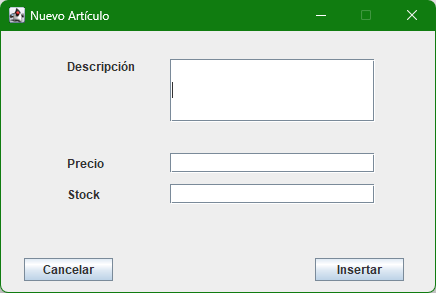 Nuevo Artículo
Descripción
Precio
Stock
Cancelar Insertar